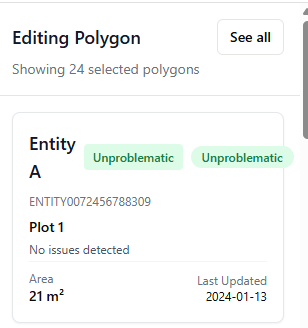 Editing Polygon
See all
Showing 24 selected polygons
Entity A
Unproblematic
Unproblematic
ENTITY0072456788309
Plot 1
No issues detected
Area
Last Updated
21 m²
2024-01-13